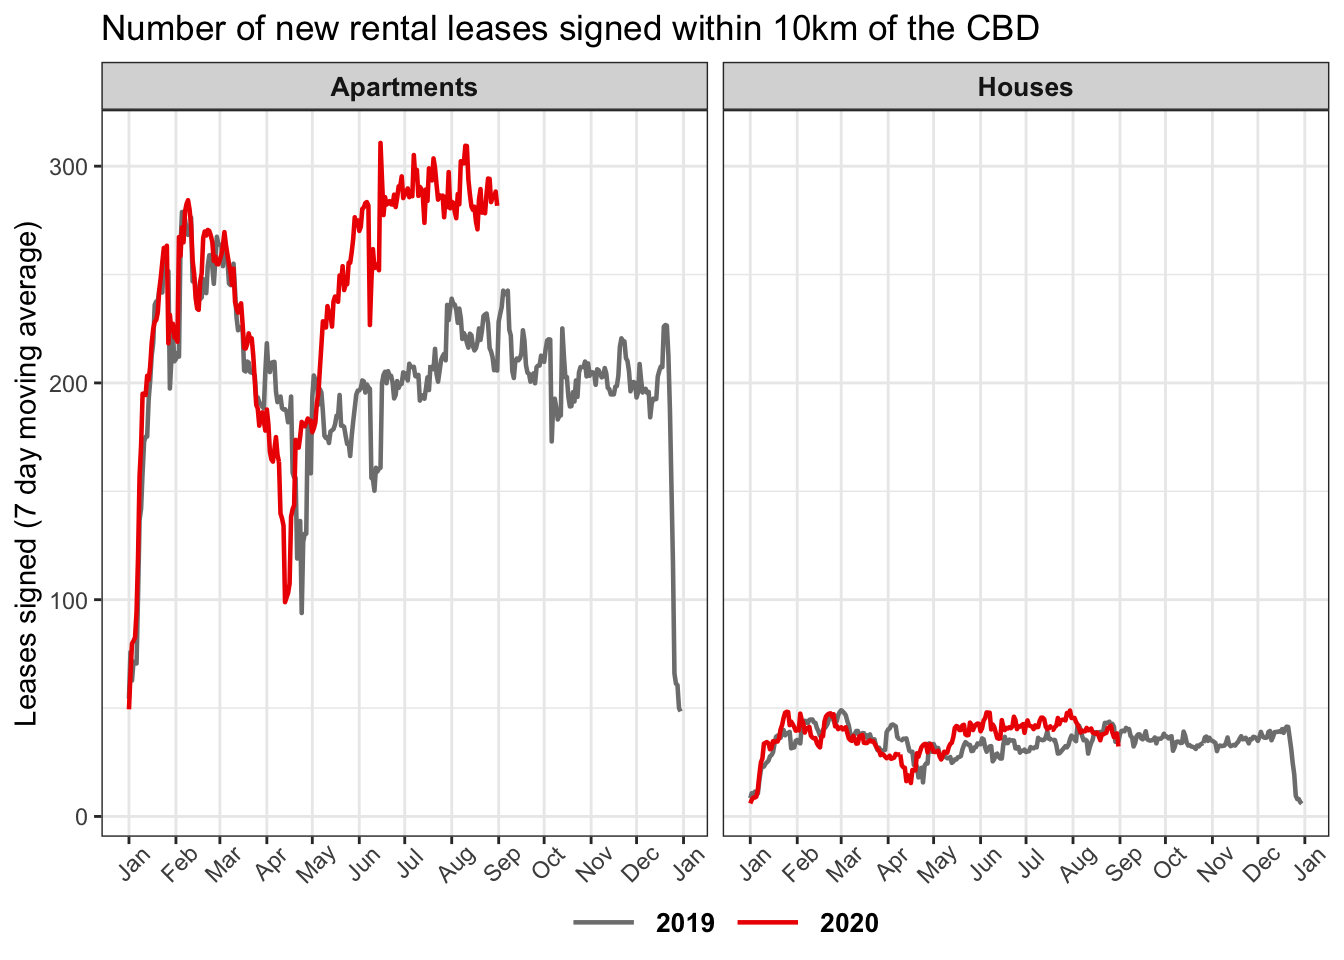 Number of new rental leases signed within 10km of the CBD
Apartments
Houses
Leases signed (7 day moving average)
300
200
100
0
Jan Feb Mar Apr May Jun Jul Aug Sep Oct Nov Dec Jan
Jan Feb Mar Apr May Jun Jul Aug Sep Oct Nov Dec Jan
2019 2020